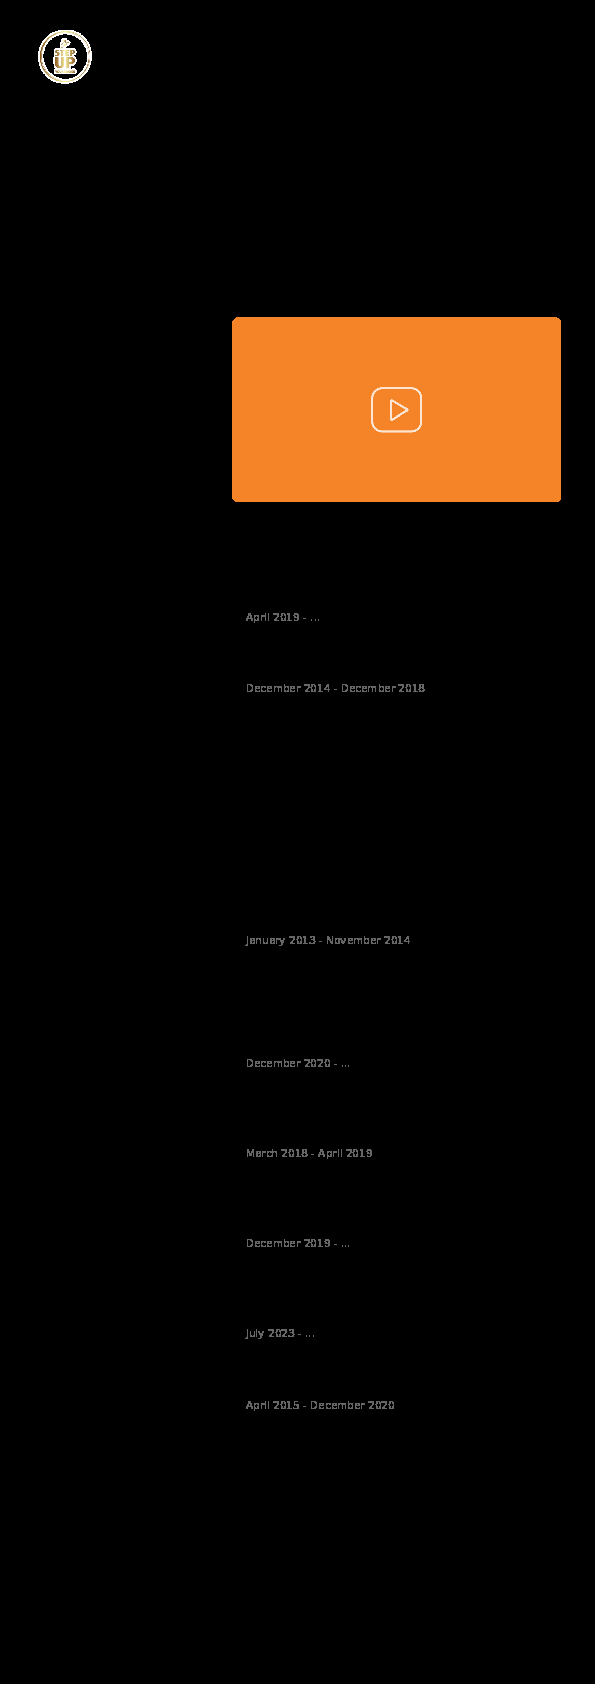 STEP
UP
April 2019 - ...
December 2014 - December 2018
January 2013 - November 2014
December 2020 - ...
March 2018 - April 2019
December 2019 - ...
July 2023 - ...
April 2015 - December 2020